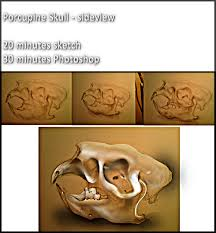 Porcupine Skull - sideview
20 minutes sketch
30 minutes Photoshop